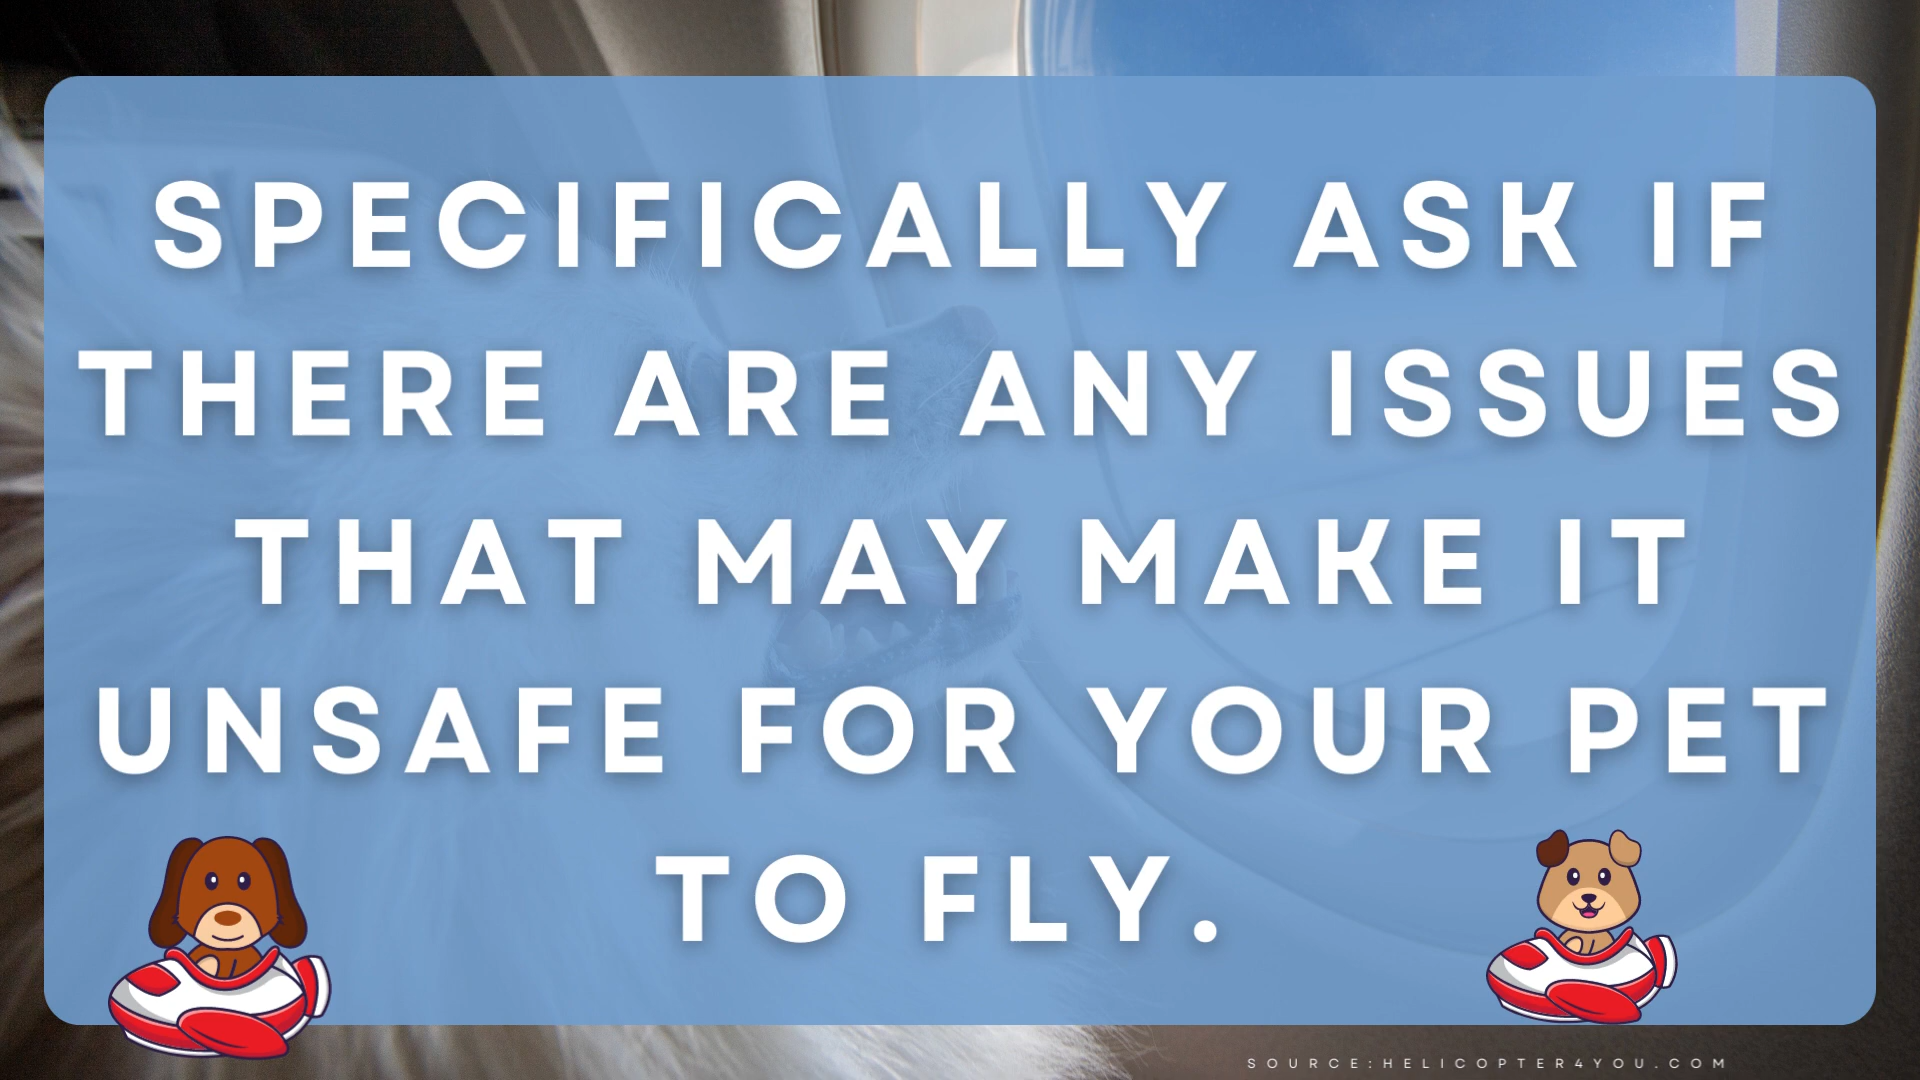 SPECIFICALLY ASK IF
THERE ARE ANY ISSUES
THAT MAY MAKE IT
UNSAFE FOR YOUR PET
TO FLY.
SOURCE:HELICOPTER4YOU.COM